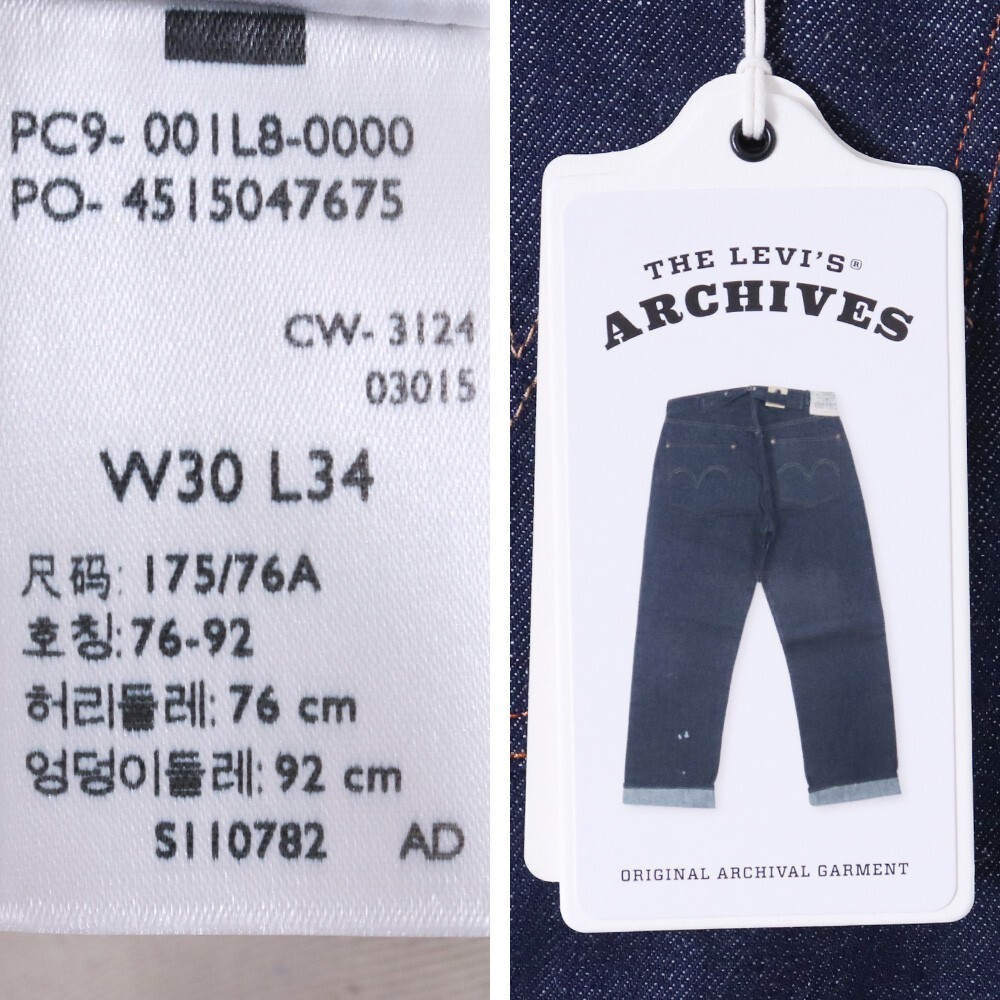 PC9- 001L8-0000
PO- 4515047675
CW- 3124
03015
W30 L34
尺码: 175/76A
호칭: 76-92
허리둘레: 76 cm
엉덩이둘레: 92 cm
S110782 AD
THE LEVI'S®
ARCHIVES
ORIGINAL ARCHIVAL GARMENT